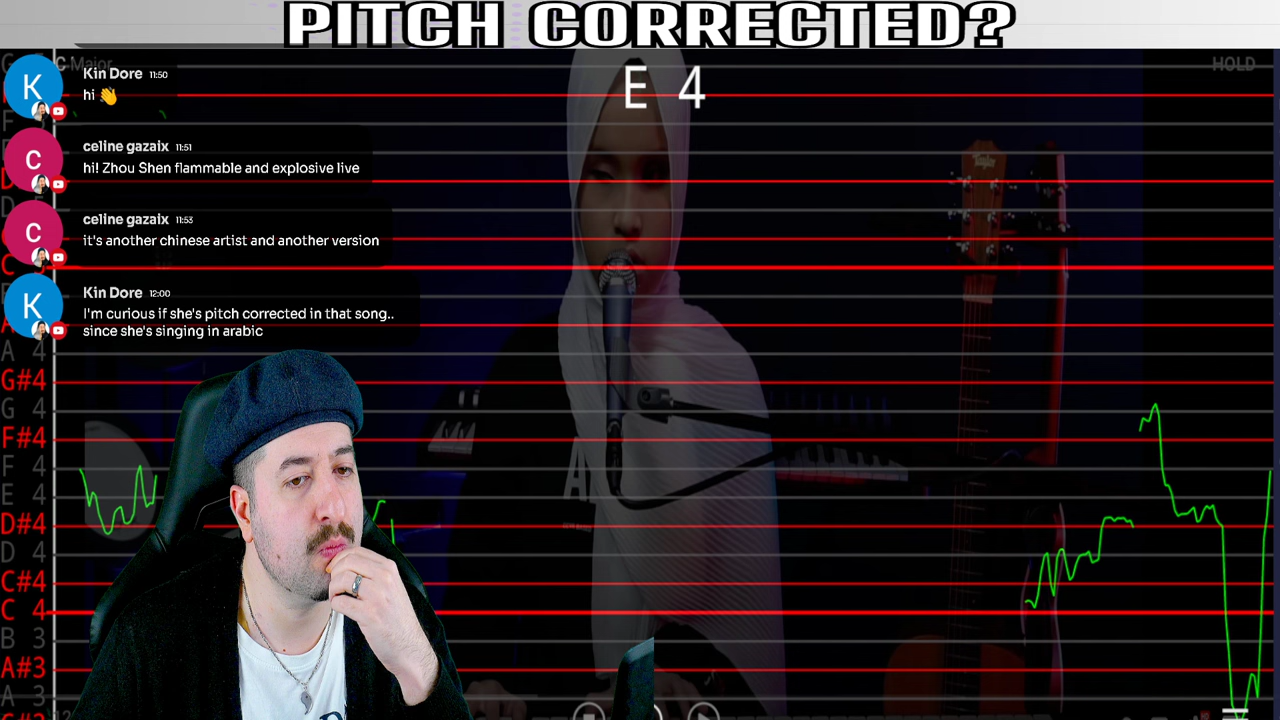 PITCH CORRECTED?
C Major
HOLD
E 4
K
Kin Dore 11:50
hi 👋
C
celine gazaix 11:51
hi! Zhou Shen flammable and explosive live
C
celine gazaix 11:53
it's another chinese artist and another version
K
Kin Dore 12:00
I'm curious if she's pitch corrected in that song..
since she's singing in arabic
A 4
G#4
G 4
F#4
F 4
E 4
D#4
D 4
C#4
C 4
B 3
A#3
A 3